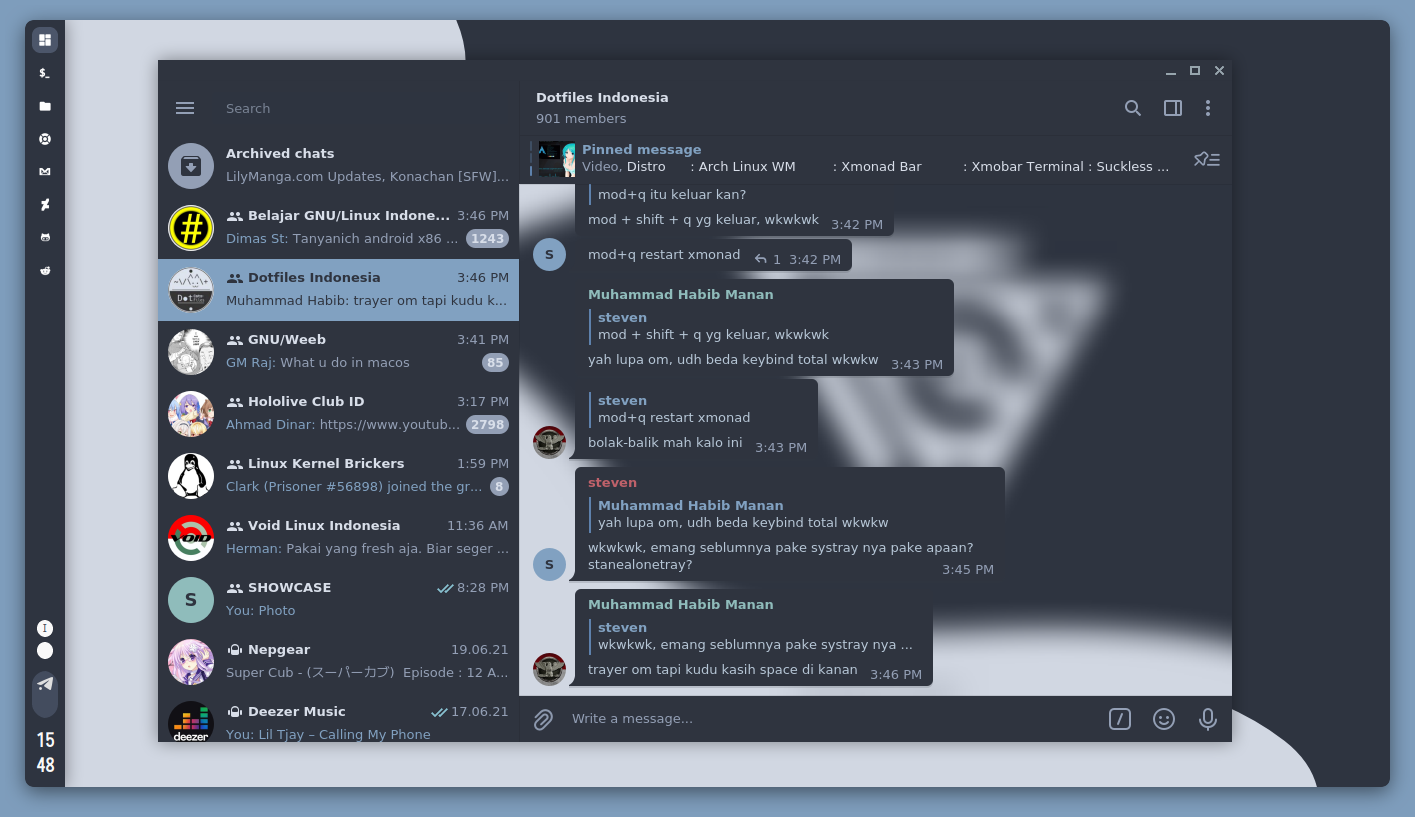 $_
I
15
48
Search
Archived chats
LilyManga.com Updates, Konachan [SFW]...
Belajar GNU/Linux Indone... 3:46 PM
Dimas St: Tanyanich android x86 ... 1243
Dotfiles Indonesia 3:46 PM
Muhammad Habib: trayer om tapi kudu k...
GNU/Weeb 3:41 PM
GM Raj: What u do in macos 85
Hololive Club ID 3:17 PM
Ahmad Dinar: https://www.youtub... 2798
Linux Kernel Brickers 1:59 PM
Clark (Prisoner #56898) joined the gr... 8
VOID
Void Linux Indonesia 11:36 AM
Herman: Pakai yang fresh aja. Biar seger ...
S
SHOWCASE 8:28 PM
You: Photo
Nepgear 19.06.21
Super Cub - (スーパーカブ) Episode : 12 A...
deezer
Deezer Music 17.06.21
You: Lil Tjay – Calling My Phone
Dotfiles Indonesia
901 members
Pinned message
Video, Distro : Arch Linux WM : Xmonad Bar : Xmobar Terminal : Suckless ...
mod+q itu keluar kan?
mod + shift + q yg keluar, wkwkwk 3:42 PM
S
mod+q restart xmonad 1 3:42 PM
Muhammad Habib Manan
steven
mod + shift + q yg keluar, wkwkwk
yah lupa om, udh beda keybind total wkwkw 3:43 PM
steven
mod+q restart xmonad
bolak-balik mah kalo ini 3:43 PM
steven
Muhammad Habib Manan
yah lupa om, udh beda keybind total wkwkw
wkwkwk, emang seblumnya pake systray nya pake apaan?
stanealonetray? 3:45 PM
S
Muhammad Habib Manan
steven
wkwkwk, emang seblumnya pake systray nya ...
trayer om tapi kudu kasih space di kanan 3:46 PM
Write a message...